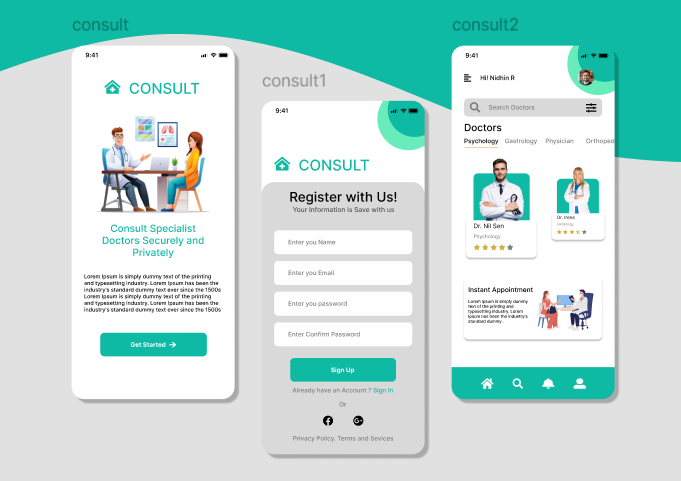 consult
9:41
CONSULT
Consult Specialist
Doctors Securely and
Privately
Lorem Ipsum is simply dummy text of the printing
and typesetting industry. Lorem Ipsum has been the
industry's standard dummy text ever since the 1500s
Lorem Ipsum is simply dummy text of the printing
and typesetting industry. Lorem Ipsum has been the
industry's standard dummy text ever since the 1500s
Get Started
consult1
9:41
CONSULT
Register with Us!
Your Information is Save with us
Enter you Name
Enter you Email
Enter you password
Enter Confirm Password
Sign Up
Already have an Account ? Sign In
Or
Privacy Policy. Terms and Sevices
consult2
9:41
Hi! Nidhin R
Search Doctors
Doctors
Psychology Gastrology Physician Orthoped
Dr. Nil Sen
Psychology
Dr. Irene
Instant Appointment
Lorem Ipsum is simply dummy
text of the printing and
typesetting industry. Lorem
Ipsum has been the industry's
standard dummy